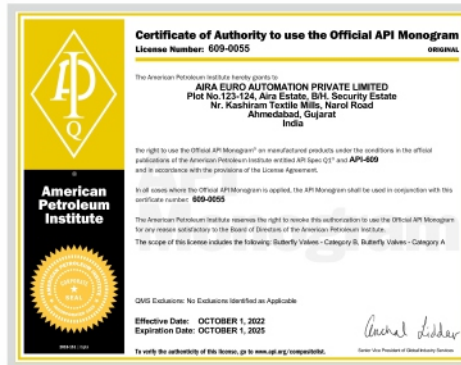 Certificate of Authority to use the Official API Monogram
License Number: 609-0055
ORIGINAL
The American Petroleum Institute hereby grants to
AIRA EURO AUTOMATION PRIVATE LIMITED
Plot No.123-124, Aira Estate, B/H. Security Estate
Nr. Kashiram Textile Mills, Narol Road
Ahmedabad, Gujarat
India
the right to use the Official API Monogram® on manufactured products under the conditions in the official
publications of the American Petroleum Institute entitled API Spec Q1® and API-609
and in accordance with the provisions of the License Agreement.
In all cases where the Official API Monogram is applied, the API Monogram shall be used in conjunction with this
certificate number: 609-0055
The American Petroleum Institute reserves the right to revoke this authorization to use the Official API Monogram
for any reason satisfactory to the Board of Directors of the American Petroleum Institute.
The scope of this license includes the following: Butterfly Valves - Category B, Butterfly Valves - Category A
QMS Exclusions: No Exclusions Identified as Applicable
Effective Date: OCTOBER 1, 2022
Expiration Date: OCTOBER 1, 2025
To verify the authenticity of this license, go to www.api.org/compositelist.
Senior Vice President of Global Industry Services
API
Q
American
Petroleum
Institute
CORPORATE
SEAL